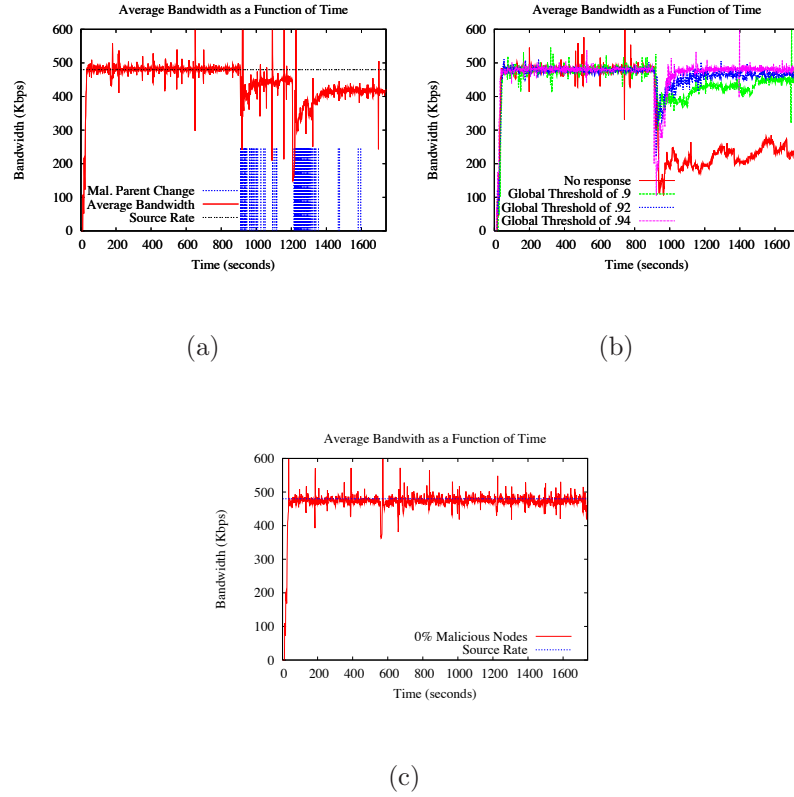 Average Bandwidth as a Function of Time
600
500
400
300
200
100
0
Bandwidth (Kbps)
Mal. Parent Change
Average Bandwidth
Source Rate
0 200 400 600 800 1000 1200 1400 1600
Time (seconds)
(a)
Average Bandwidth as a Function of Time
600
500
400
300
200
100
0
Bandwidth (Kbps)
No response
Global Threshold of .9
Global Threshold of .92
Global Threshold of .94
0 200 400 600 800 1000 1200 1400 1600
Time (seconds)
(b)
Average Bandwith as a Function of Time
600
500
400
300
200
100
0
Bandwidth (Kbps)
0% Malicious Nodes
Source Rate
0 200 400 600 800 1000 1200 1400 1600
Time (seconds)
(c)